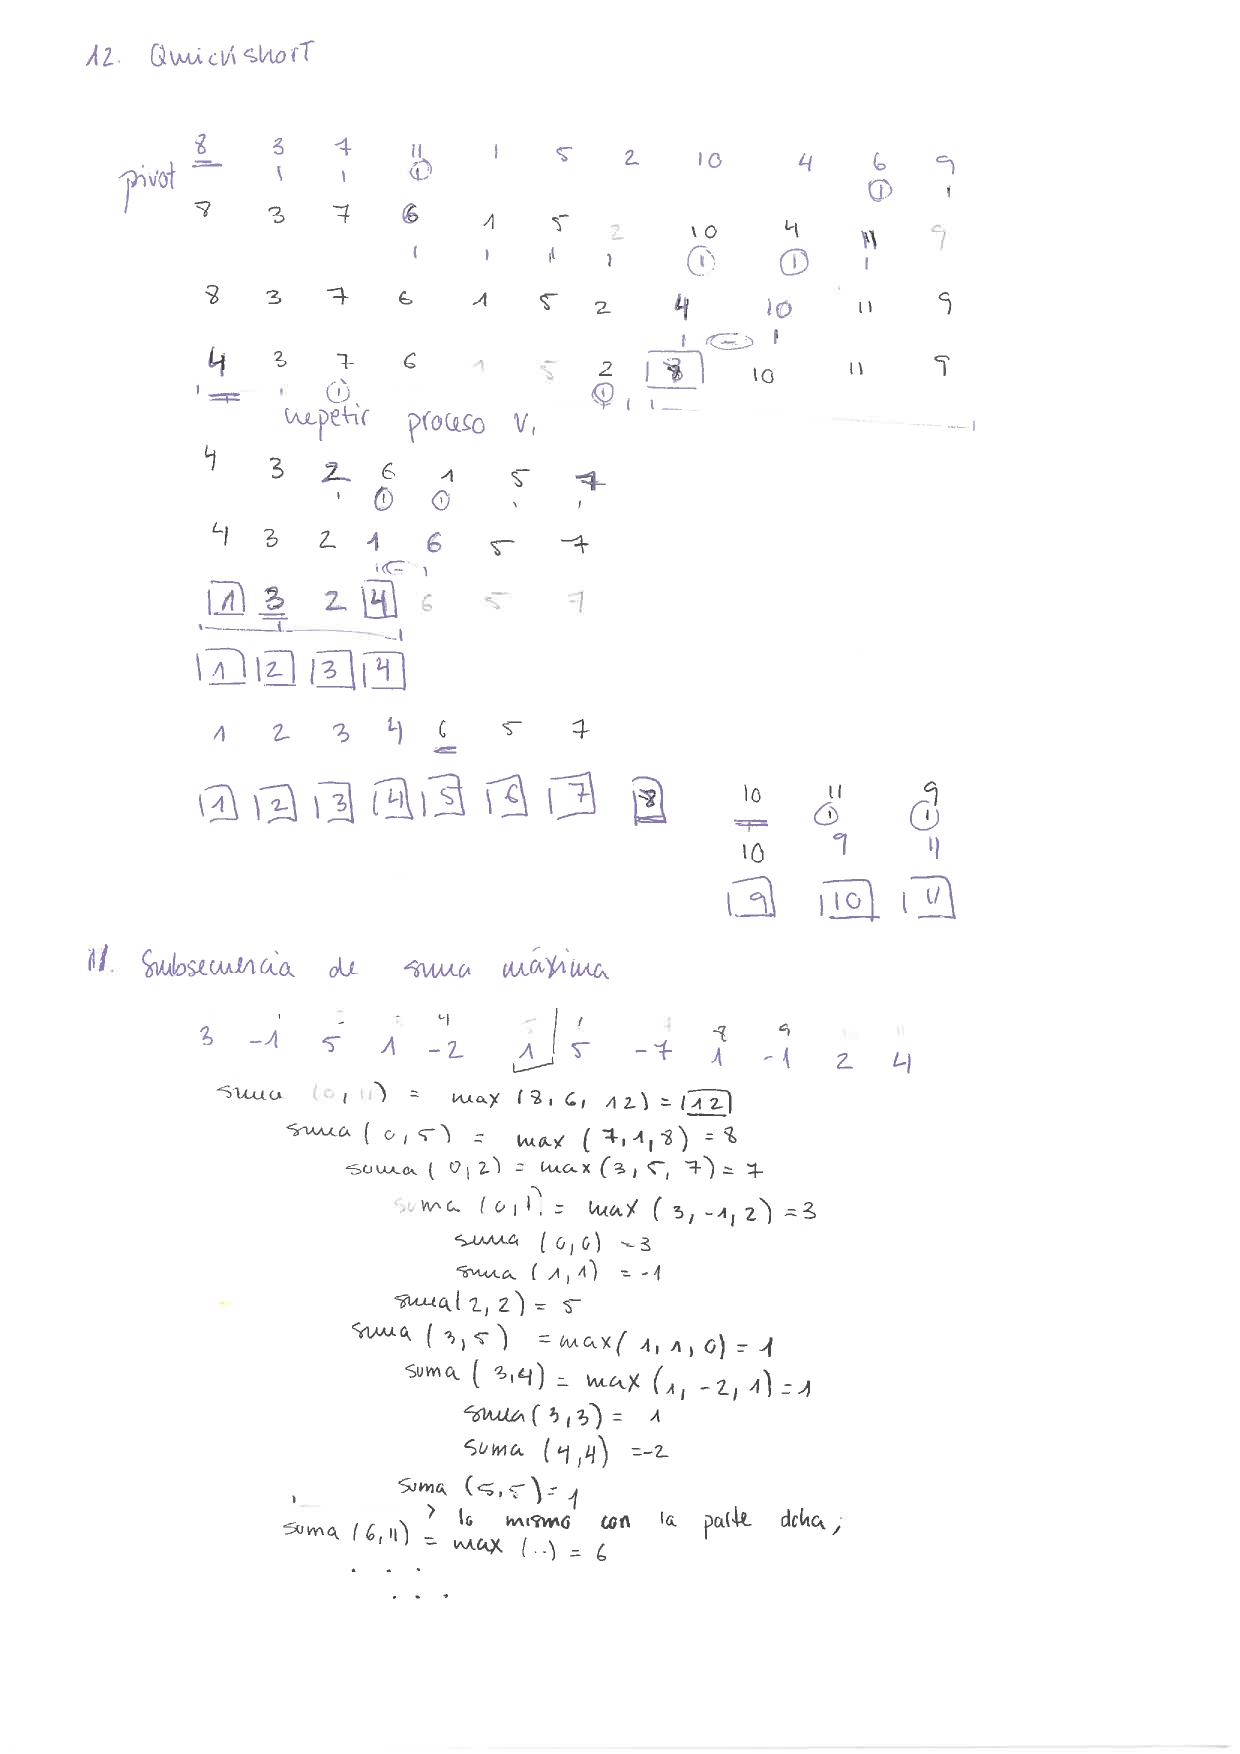 12. Qwickshort
8 3 7 11 1 5 2 10 4 6 9
pivot
8 3 7 6 1 5 2 10 4 11 9
8 3 7 6 1 5 2 4 10 11 9
4 3 7 6 1 5 2 8 10 11 9
repetir proceso v,
4 3 2 6 1 5 7
4 3 2 1 6 5 7
1 3 2 4 6 5 7
1 2 3 4
1 2 3 4 6 5 7
1 2 3 4 5 6 7 8 10 11 9
10 9 11
9 10 11
11. Subsecuencia de suma máxima
4 8 9
3 -1 5 1 -2 1 5 -7 1 -1 2 4
suma (0, 11) = max (8, 6, 12) = 12
suma (0, 5) = max (7, 1, 8) = 8
suma (0, 2) = max (3, 5, 7) = 7
suma (0, 1) = max (3, -1, 2) = 3
suma (0, 0) = 3
suma (1, 1) = -1
suma (2, 2) = 5
suma (3, 5) = max (1, 1, 0) = 1
suma (3, 4) = max (1, -2, 1) = 1
suma (3, 3) = 1
suma (4, 4) = -2
suma (5, 5) = 1
> lo mismo con la parte dcha,
suma (6, 11) = max (..) = 6
. . .
. . .